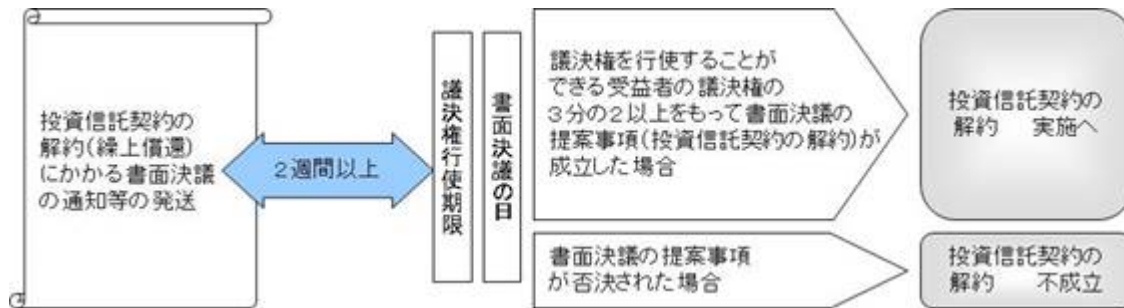 投資信託契約の
解約(繰上償還)
にかかる書面決議
の通知等の発送
2週間以上
議決権行使期限
書面決議の日
議決権を行使することが
できる受益者の議決権の
3分の2以上をもって書面決議の
提案事項(投資信託契約の解約)が
成立した場合
投資信託契約の
解約　実施へ
書面決議の提案事項
が否決された場合
投資信託契約の
解約　不成立